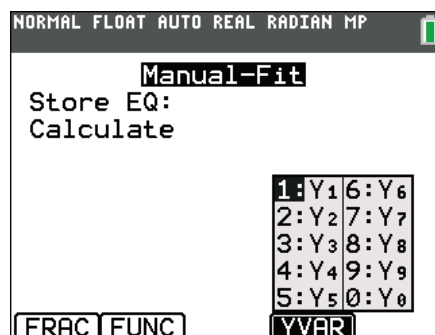 NORMAL FLOAT AUTO REAL RADIAN MP
Manual-Fit
Store EQ:
Calculate
1:Y1 6:Y6
2:Y2 7:Y7
3:Y3 8:Y8
4:Y4 9:Y9
5:Y5 0:Y0
FRAC FUNC YVAR